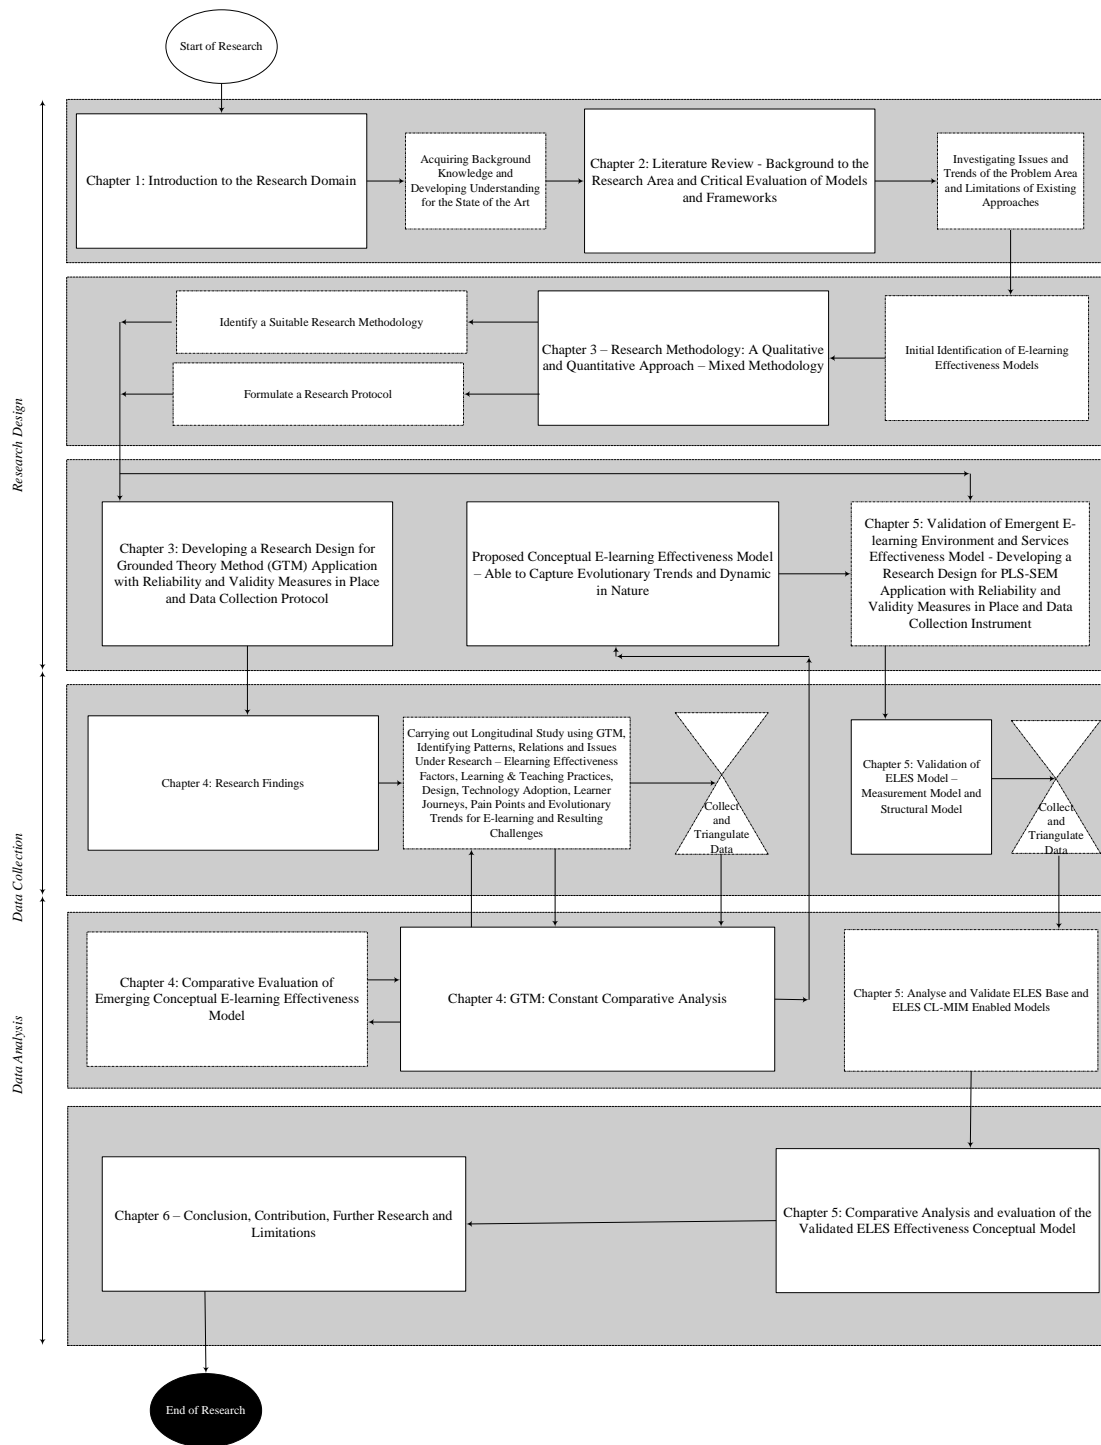 Start of Research
Chapter 1: Introduction to the Research Domain
Acquiring Background
Knowledge and
Developing Understanding
for the State of the Art
Chapter 2: Literature Review - Background to the
Research Area and Critical Evaluation of Models
and Frameworks
Investigating Issues and
Trends of the Problem Area
and Limitations of Existing
Approaches
Identify a Suitable Research Methodology
Formulate a Research Protocol
Chapter 3 – Research Methodology: A Qualitative
and Quantitative Approach – Mixed Methodology
Initial Identification of E-learning
Effectiveness Models
Research Design
Chapter 3: Developing a Research Design for
Grounded Theory Method (GTM) Application
with Reliability and Validity Measures in Place
and Data Collection Protocol
Proposed Conceptual E-learning Effectiveness Model
– Able to Capture Evolutionary Trends and Dynamic
in Nature
Chapter 5: Validation of Emergent E-
learning Environment and Services
Effectiveness Model - Developing a
Research Design for PLS-SEM
Application with Reliability and
Validity Measures in Place and Data
Collection Instrument
Data Collection
Chapter 4: Research Findings
Carrying out Longitudinal Study using GTM,
Identifying Patterns, Relations and Issues
Under Research – Elearning Effectiveness
Factors, Learning & Teaching Practices,
Design, Technology Adoption, Learner
Journeys, Pain Points and Evolutionary
Trends for E-learning and Resulting
Challenges
Collect
and
Triangulate
Data
Chapter 5: Validation of
ELES Model –
Measurement Model and
Structural Model
Collect
and
Triangulate
Data
Data Analysis
Chapter 4: Comparative Evaluation of
Emerging Conceptual E-learning Effectiveness
Model
Chapter 4: GTM: Constant Comparative Analysis
Chapter 5: Analyse and Validate ELES Base and
ELES CL-MIM Enabled Models
Chapter 6 – Conclusion, Contribution, Further Research and
Limitations
Chapter 5: Comparative Analysis and evaluation of the
Validated ELES Effectiveness Conceptual Model
End of Research